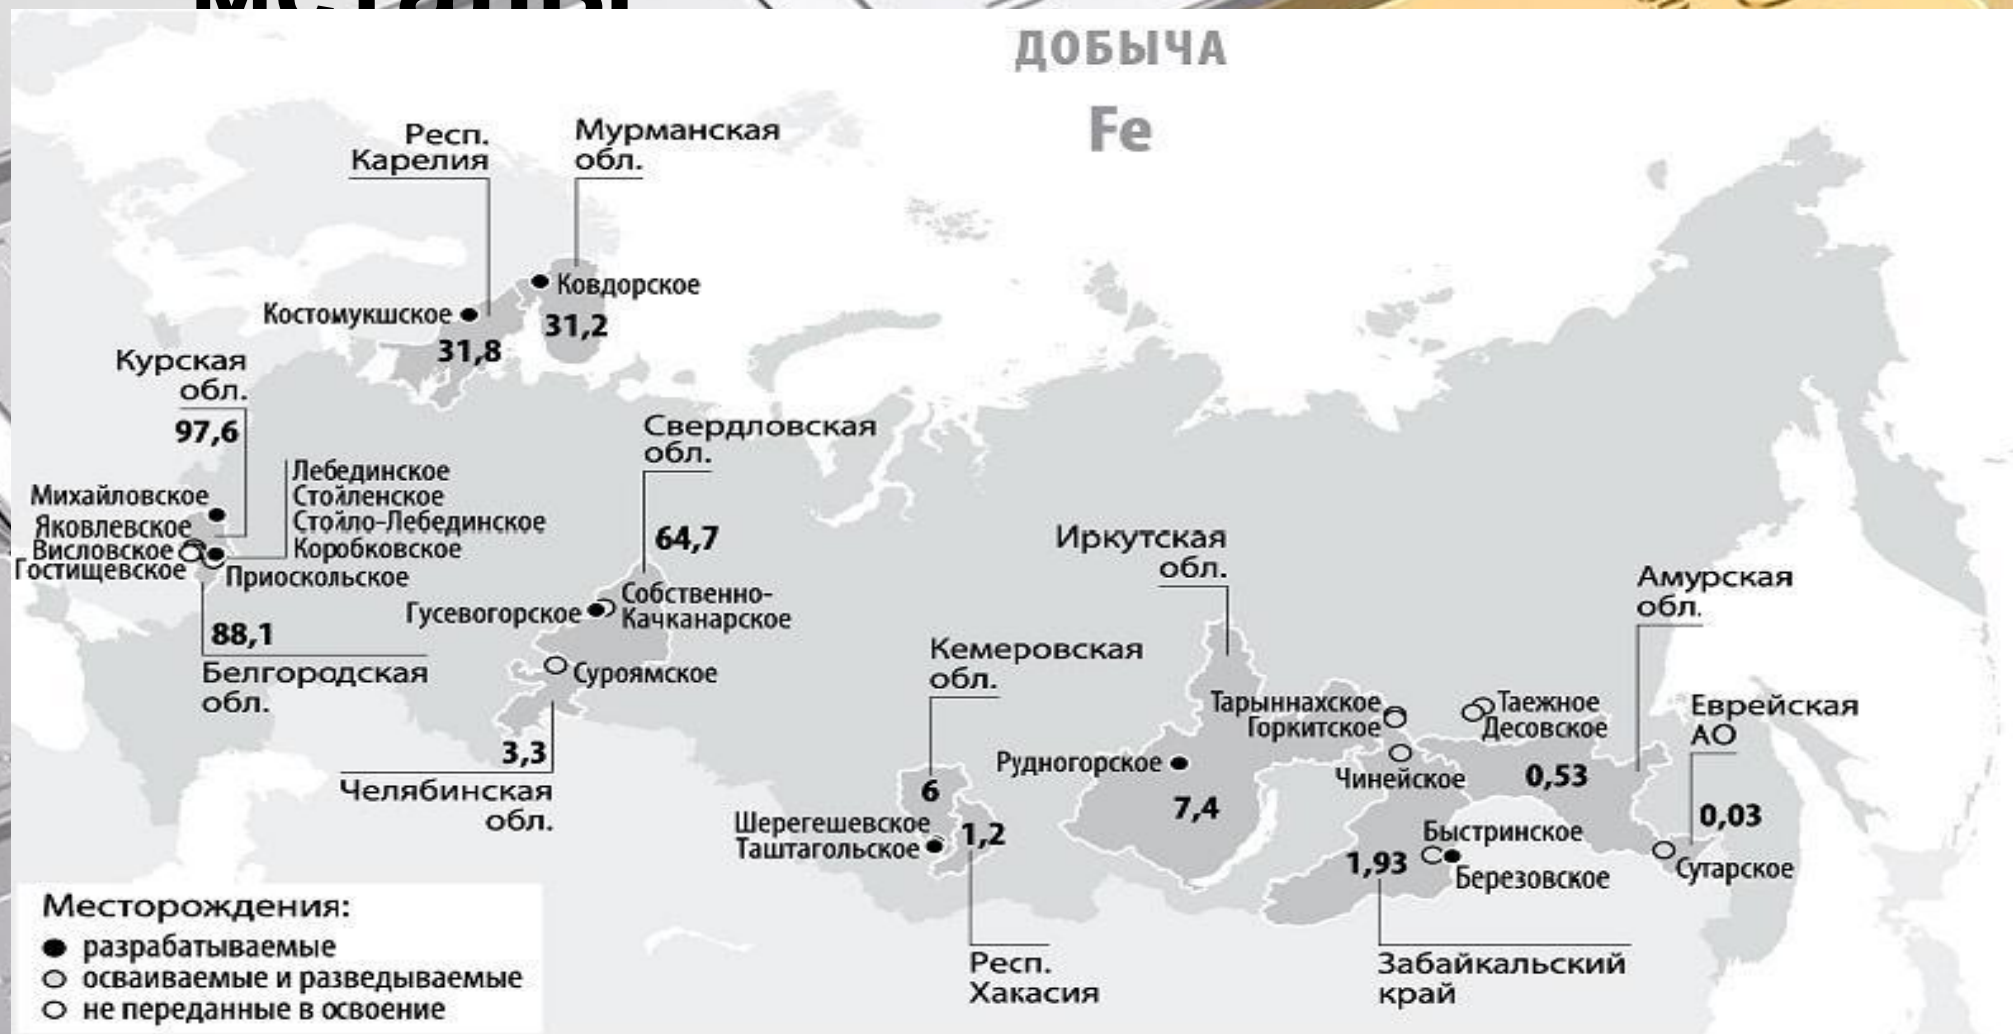 металлы
ДОБЫЧА
Fe
Респ.
Карелия
Мурманская
обл.
Ковдорское
31,2
Костомукшское
31,8
Курская
обл.
97,6
Михайловское
Яковлевское
Висловское
Гостищевское
Лебединское
Стойленское
Стойло-Лебединское
Коробковское
Приоскольское
88,1
Белгородская
обл.
Свердловская
обл.
64,7
Гусевогорское
Собственно-
Качканарское
Суроямское
3,3
Челябинская
обл.
Кемеровская
обл.
6
Шерегешевское
Таштагольское
1,2
Респ.
Хакасия
Иркутская
обл.
Рудногорское
7,4
Тарыннахское
Горкитское
Чинейское
Таежное
Десовское
Амурская
обл.
0,53
Еврейская
АО
0,03
Сутарское
Быстринское
1,93
Березовское
Забайкальский
край
Месторождения:
разрабатываемые
осваиваемые и разведываемые
не переданные в освоение